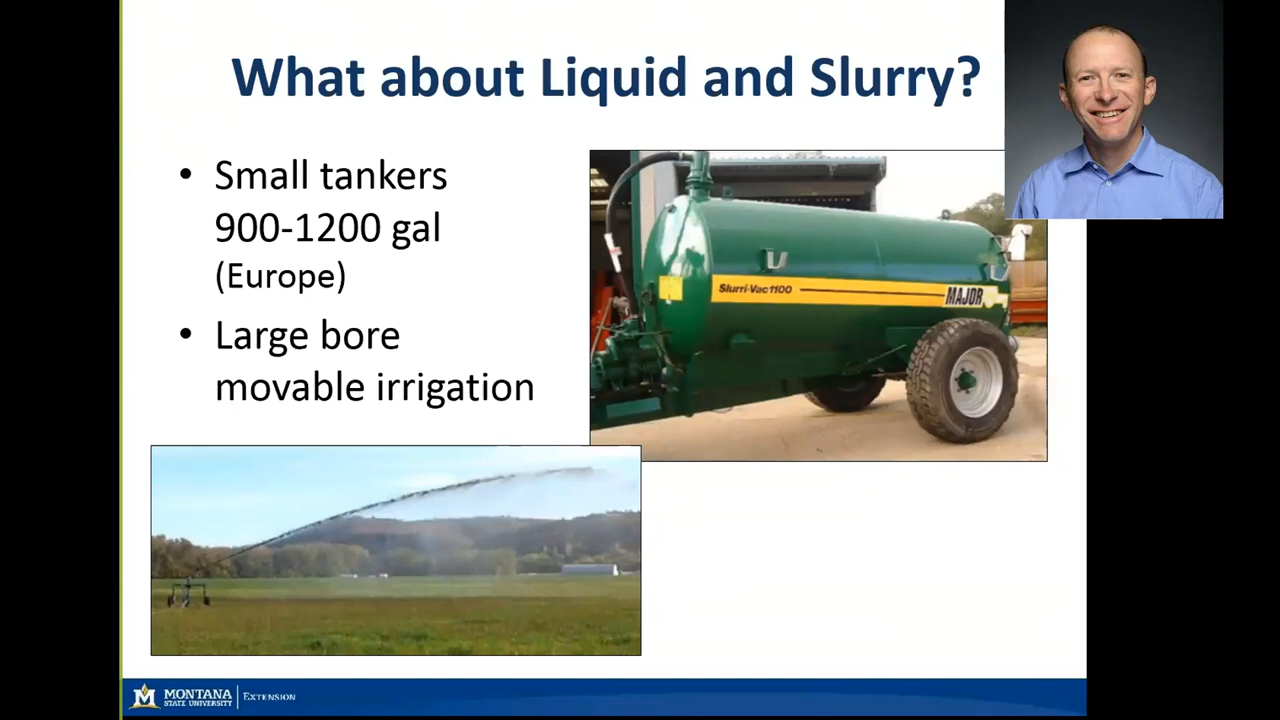 What about Liquid and Slurry?
• Small tankers
900-1200 gal
(Europe)
• Large bore
movable irrigation
Slurri-Vac 1100
MAJOR
M MONTANA
STATE UNIVERSITY
EXTENSION